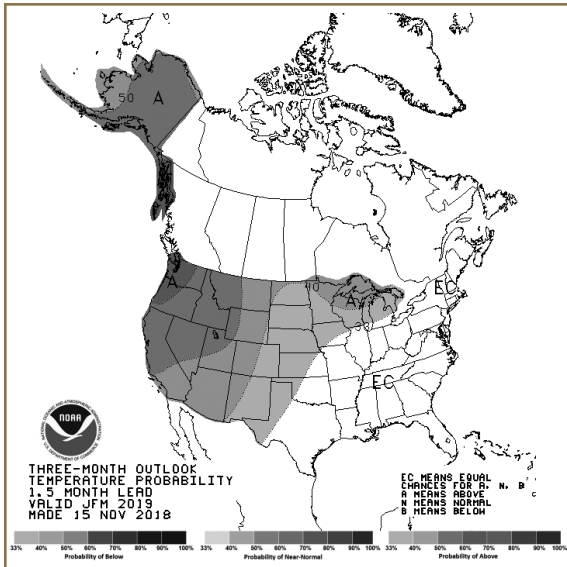 50
A
A
40
A
33
EC
EC
NOAA
THREE-MONTH OUTLOOK
TEMPERATURE PROBABILITY
1.5 MONTH LEAD
VALID JFM 2019
MADE 15 NOV 2018
EC MEANS EQUAL
CHANCES FOR A, N, B
A MEANS ABOVE
N MEANS NORMAL
B MEANS BELOW
33% 40% 50% 60% 70% 80% 90% 100%
Probability of Below
33% 40% 50% 60% 70% 80% 90% 100%
Probability of Near-Normal
33% 40% 50% 60% 70% 80% 90% 100%
Probability of Above